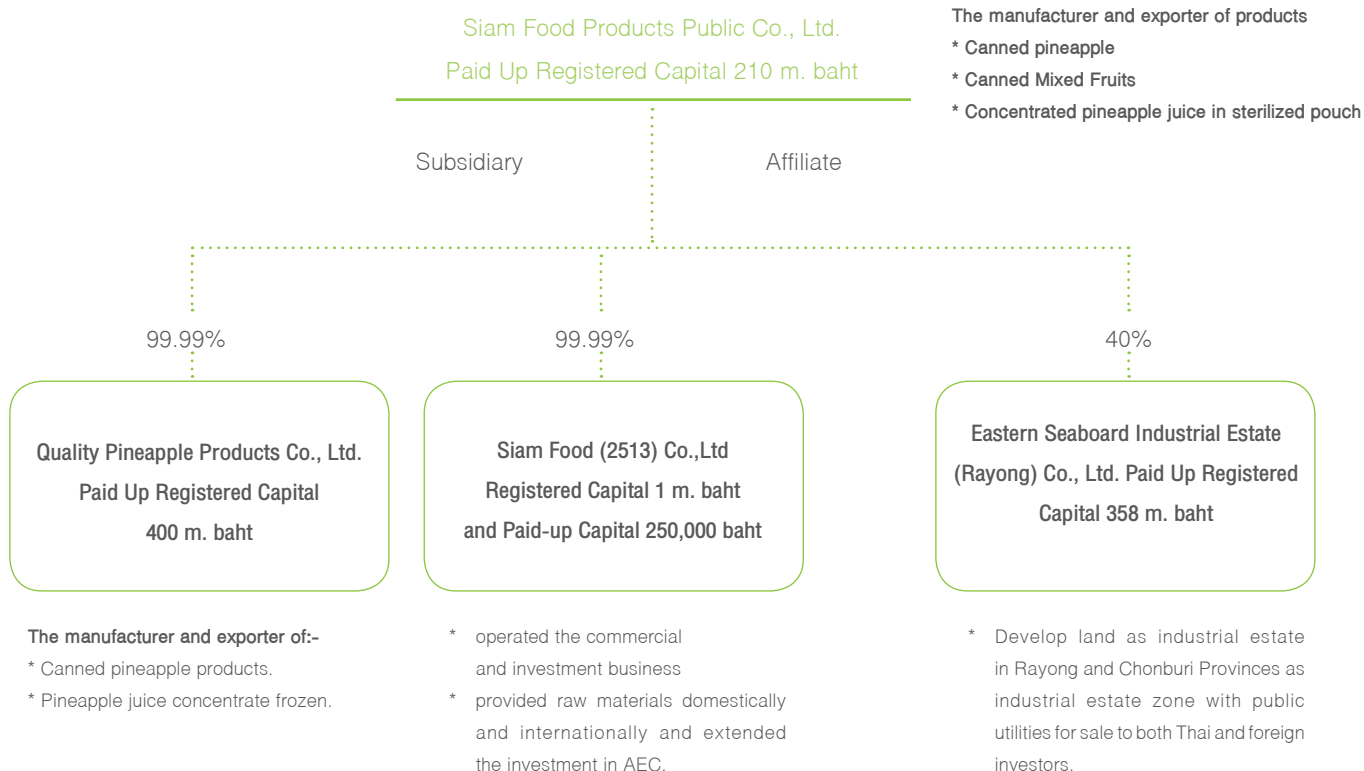 Siam Food Products Public Co., Ltd.
Paid Up Registered Capital 210 m. baht
The manufacturer and exporter of products
* Canned pineapple
* Canned Mixed Fruits
* Concentrated pineapple juice in sterilized pouch
Subsidiary
Affiliate
99.99%
99.99%
40%
Quality Pineapple Products Co., Ltd.
Paid Up Registered Capital
400 m. baht
Siam Food (2513) Co.,Ltd
Registered Capital 1 m. baht
and Paid-up Capital 250,000 baht
Eastern Seaboard Industrial Estate
(Rayong) Co., Ltd. Paid Up Registered
Capital 358 m. baht
The manufacturer and exporter of:-
* Canned pineapple products.
* Pineapple juice concentrate frozen.
* operated the commercial
and investment business
* provided raw materials domestically
and internationally and extended
the investment in AEC.
* Develop land as industrial estate
in Rayong and Chonburi Provinces as
industrial estate zone with public
utilities for sale to both Thai and foreign
investors.